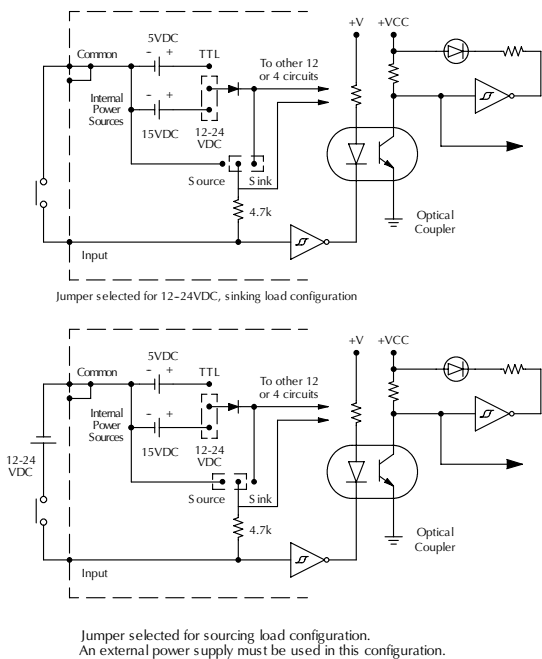 +V +VCC
5VDC
Common - + TTL
To other 12
or 4 circuits
Internal
Power
Sources
- +
15VDC 12-24
VDC
Source Sink
4.7k
Optical
Coupler
Input
Jumper selected for 12-24VDC, sinking load configuration
+V +VCC
5VDC
Common - + TTL
To other 12
or 4 circuits
Internal
Power
Sources
- +
15VDC 12-24
VDC
12-24
VDC
Source Sink
4.7k
Optical
Coupler
Input
Jumper selected for sourcing load configuration.
An external power supply must be used in this configuration.